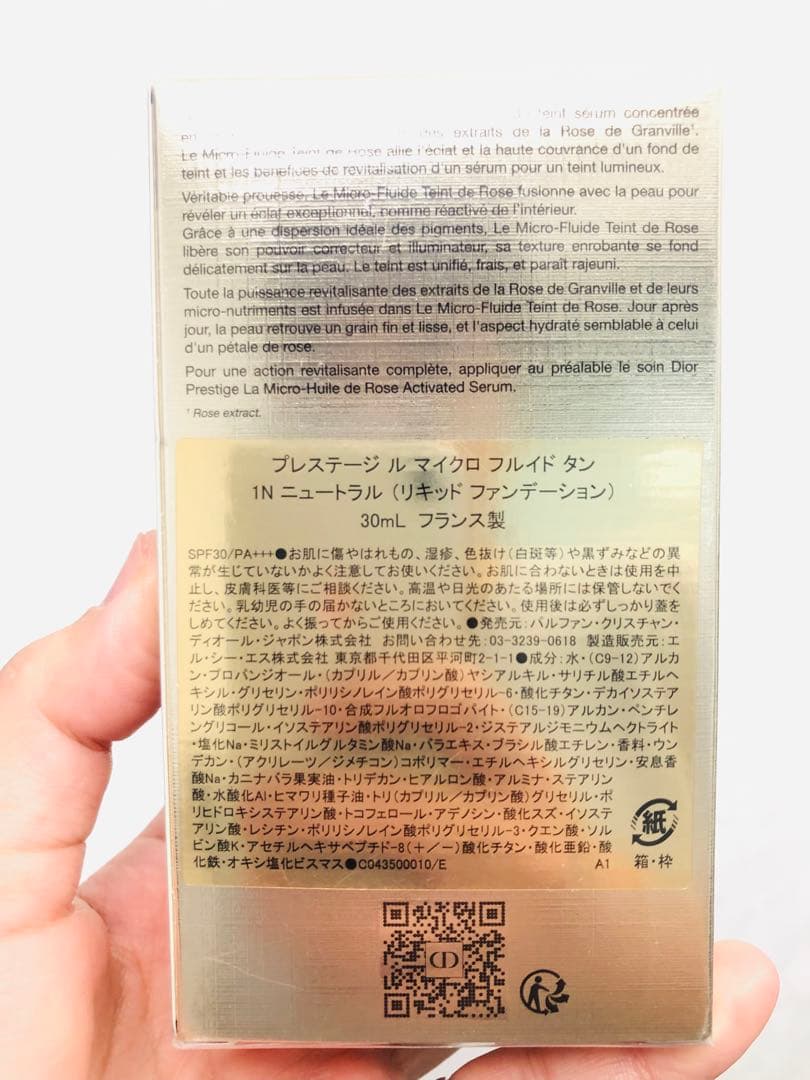 teint sérum concentrée
en des extraits de la Rose de Granville¹.
Le Micro-Fluide Teint de Rose allie l'éclat et la haute couvrance d'un fond de
teint et les bénéfices de revitalisation d'un sérum pour un teint lumineux.
Véritable prouesse, Le Micro-Fluide Teint de Rose fusionne avec la peau pour
révéler un éclat exceptionnel, comme réactivé de l'intérieur.
Grâce à une dispersion idéale des pigments, Le Micro-Fluide Teint de Rose
libère son pouvoir correcteur et illuminateur, sa texture enrobante se fond
délicatement sur la peau. Le teint est unifié, frais, et paraît rajeuni.
Toute la puissance revitalisante des extraits de la Rose de Granville et de leurs
micro-nutriments est infusée dans Le Micro-Fluide Teint de Rose. Jour après
jour, la peau retrouve un grain fin et lisse, et l'aspect hydraté semblable à celui
d'un pétale de rose.
Pour une action revitalisante complète, appliquer au préalable le soin Dior
Prestige La Micro-Huile de Rose Activated Serum.
¹ Rose extract.
プレステージ ル マイクロ フルイド タン
1N ニュートラル（リキッド ファンデーション）
30mL フランス製
SPF30/PA+++●お肌に傷やはれもの、湿疹、色抜け（白斑等）や黒ずみなどの異
常が生じていないかよく注意してお使いください。お肌に合わないときは使用を中
止し、皮膚科医等にご相談ください。高温や日光のあたる場所には保管しないでく
ださい。乳幼児の手の届かないところにおいてください。使用後は必ずしっかり蓋を
しめてください。よく振ってからご使用ください。●発売元：パルファン・クリスチャン・
ディオール・ジャポン株式会社 お問い合わせ先：03-3239-0618 製造販売元：エ
ル・シー・エス株式会社 東京都千代田区平河町2-1-1●成分：水・（C9-12）アルカ
ン・プロパンジオール・（カプリル／カプリン酸）ヤシアルキル・サリチル酸エチルヘ
キシル・グリセリン・ポリリシノレイン酸ポリグリセリル-6・酸化チタン・デカイソステア
リン酸ポリグリセリル-10・合成フルオロフロゴパイト・（C15-19）アルカン・ペンチレ
ングリコール・イソステアリン酸ポリグリセリル-2・ジステアルジモニウムヘクトライト
・塩化Na・ミリストイルグルタミン酸Na・バラエキス・ブラシル酸エチレン・香料・ウン
デカン・（アクリレーツ／ジメチコン）コポリマー・エチルヘキシルグリセリン・安息香
酸Na・カニナバラ果実油・トリデカン・ヒアルロン酸・アルミナ・ステアリン
酸・水酸化Al・ヒマワリ種子油・トリ（カプリル／カプリン酸）グリセリル・ポ
リヒドロキシステアリン酸・トコフェロール・アデノシン・酸化スズ・イソステ
アリン酸・レシチン・ポリリシノレイン酸ポリグリセリル-3・クエン酸・ソル
ビン酸K・アセチルヘキサペプチド-8（＋／－）酸化チタン・酸化亜鉛・酸
化鉄・オキシ塩化ビスマス●C043500010/E A1
紙
箱・枠
CD